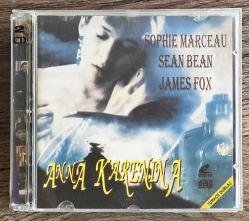 SOPHIE MARCEAU
SEAN BEAN
JAMES FOX
ANNA KARENINA